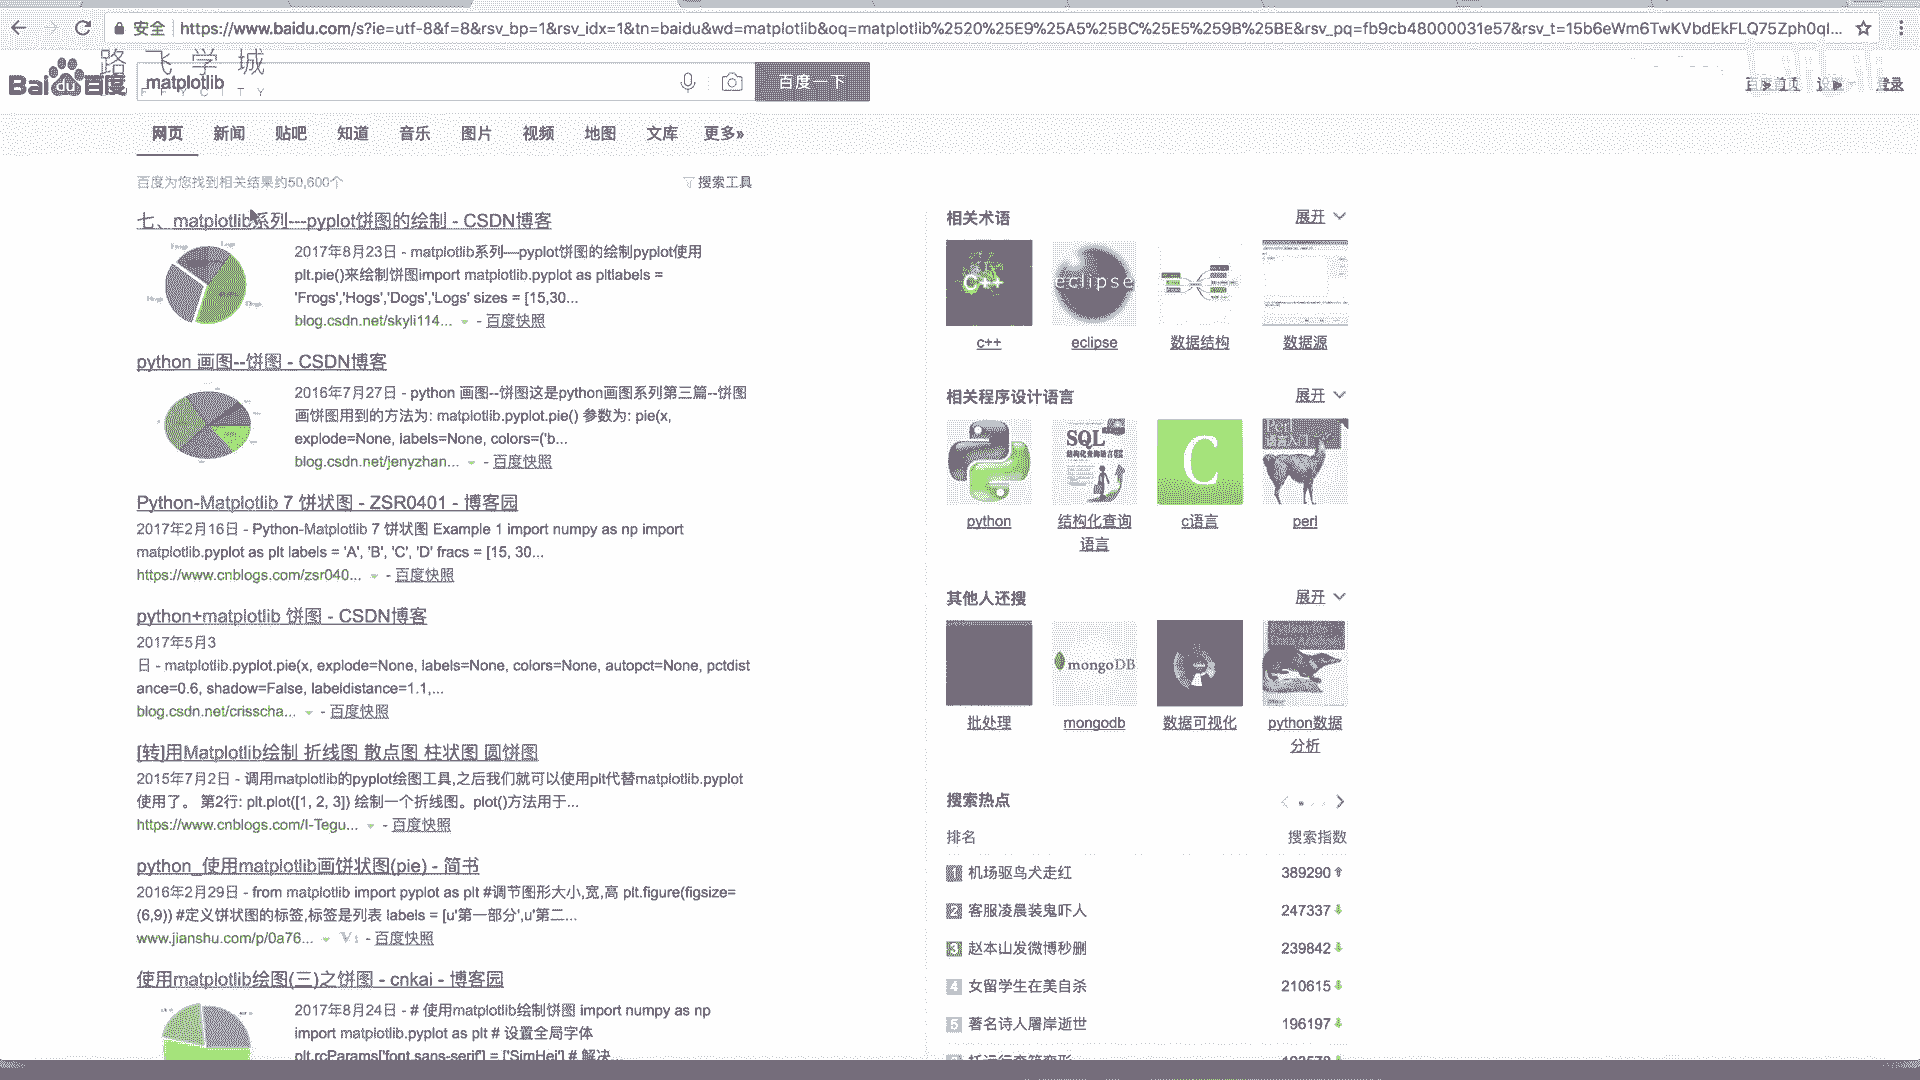 安全 https://www.baidu.com/s?ie=utf-8&f=8&rsv_bp=1&rsv_idx=1&tn=baidu&wd=matplotlib&oq=matplotlib%2520%25E9%25A5%25BC%25E5%259B%25BE&rsv_pq=fb9cb48000031e57&rsv_t=15b6eWm6TwKVbdEkFLQ75Zph0ql...
路飞学城
Bai du 百度 matplotlib 百度一下
百度首页 设置 登录
网页 新闻 贴吧 知道 音乐 图片 视频 地图 文库 更多»
百度为您找到相关结果约50,600个 搜索工具
七、matplotlib系列---pyplot饼图的绘制 - CSDN博客
2017年8月23日 - matplotlib系列---pyplot饼图的绘制pyplot使用
plt.pie()来绘制饼图import matplotlib.pyplot as pltlabels =
'Frogs','Hogs','Dogs','Logs' sizes = [15,30...
blog.csdn.net/skyli114... - 百度快照
python 画图--饼图 - CSDN博客
2016年7月27日 - python 画图--饼图这是python画图系列第三篇--饼图
画饼图用到的方法为: matplotlib.pyplot.pie() 参数为: pie(x,
explode=None, labels=None, colors=('b...
blog.csdn.net/jenyzhan... - 百度快照
Python-Matplotlib 7 饼状图 - ZSR0401 - 博客园
2017年2月16日 - Python-Matplotlib 7 饼状图 Example 1 import numpy as np import
matplotlib.pyplot as plt labels = 'A', 'B', 'C', 'D' fracs = [15, 30...
https://www.cnblogs.com/zsr040... - 百度快照
python+matplotlib 饼图 - CSDN博客
2017年5月3
日 - matplotlib.pyplot.pie(x, explode=None, labels=None, colors=None, autopct=None, pctdist
ance=0.6, shadow=False, labeldistance=1.1,...
blog.csdn.net/crisscha... - 百度快照
[转]用Matplotlib绘制 折线图 散点图 柱状图 圆饼图
2015年7月2日 - 调用matplotlib的pyplot绘图工具,之后我们就可以使用plt代替matplotlib.pyplot
使用了。 第2行: plt.plot([1, 2, 3]) 绘制一个折线图。plot()方法用于...
https://www.cnblogs.com/I-Tegu... - 百度快照
python_使用matplotlib画饼状图(pie) - 简书
2016年2月29日 - from matplotlib import pyplot as plt #调节图形大小,宽,高 plt.figure(figsize=
(6,9)) #定义饼状图的标签,标签是列表 labels = [u'第一部分',u'第二...
www.jianshu.com/p/0a76... V1 - 百度快照
使用matplotlib绘图(三)之饼图 - cnkai - 博客园
2017年8月24日 - # 使用matplotlib绘制饼图 import numpy as np
import matplotlib.pyplot as plt # 设置全局字体
plt.rcParams['font.sans-serif'] = ['SimHei'] # 解决...
相关术语 展开
c++ eclipse
c++ eclipse 数据结构 数据源
相关程序设计语言 展开
SQL C
python 结构化查询 c语言 perl
语言
其他人还搜 展开
mongoDB
批处理 mongodb 数据可视化 python数据
分析
搜索热点
排名 搜索指数
1 机场驱鸟犬走红 389290
2 客服凌晨装鬼吓人 247337
3 赵本山发微博秒删 239842
4 女留学生在美自杀 210615
5 著名诗人屠岸逝世 196197